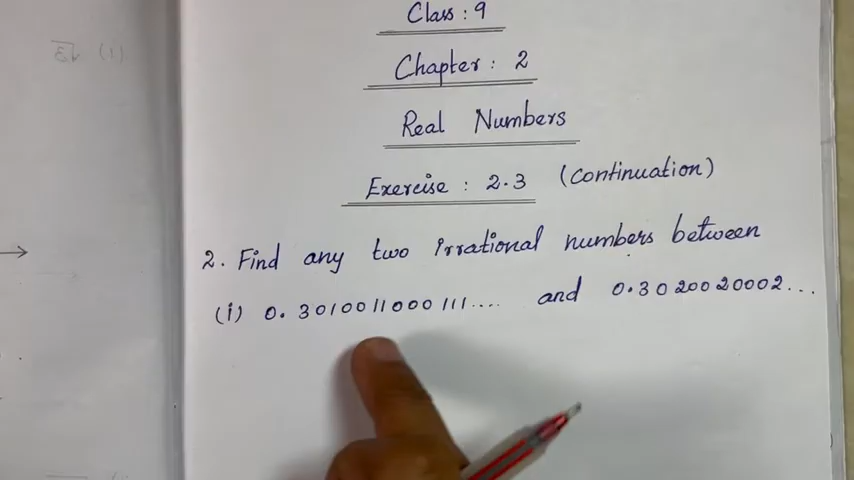 Class : 9
Chapter : 2
Real Numbers
Exercise : 2.3 (Continuation)
2. Find any two irrational numbers between
(i) 0.3010011000111.... and 0.3020020002...